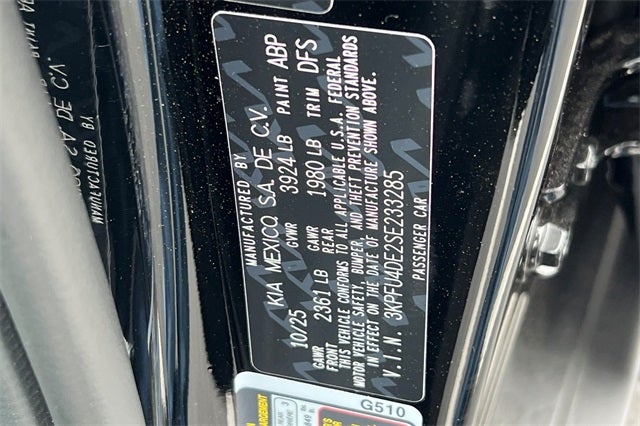 MANUFACTURED BY
KIA MEXICO, S.A. DE C.V.
10/25 GVWR 3924 LB PAINT ABP
GAWR FRONT 2361 LB GAWR REAR 1980 LB TRIM DFS
THIS VEHICLE CONFORMS TO ALL APPLICABLE U.S.A. FEDERAL
MOTOR VEHICLE SAFETY, BUMPER, AND THEFT PREVENTION STANDARDS
IN EFFECT ON THE DATE OF MANUFACTURE SHOWN ABOVE.
V.I.N. 3KPFU4DE2SE233285
PASSENGER CAR
G510